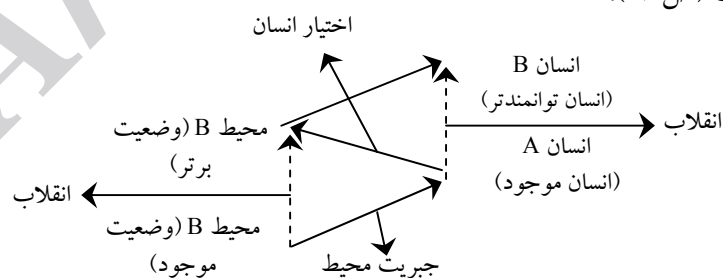 اختیار انسان
انسان B
(انسان توانمندتر)
انقلاب
انسان A
(انسان موجود)
محیط B (وضعیت
برتر)
انقلاب
محیط B (وضعیت
موجود)
جبریت محیط